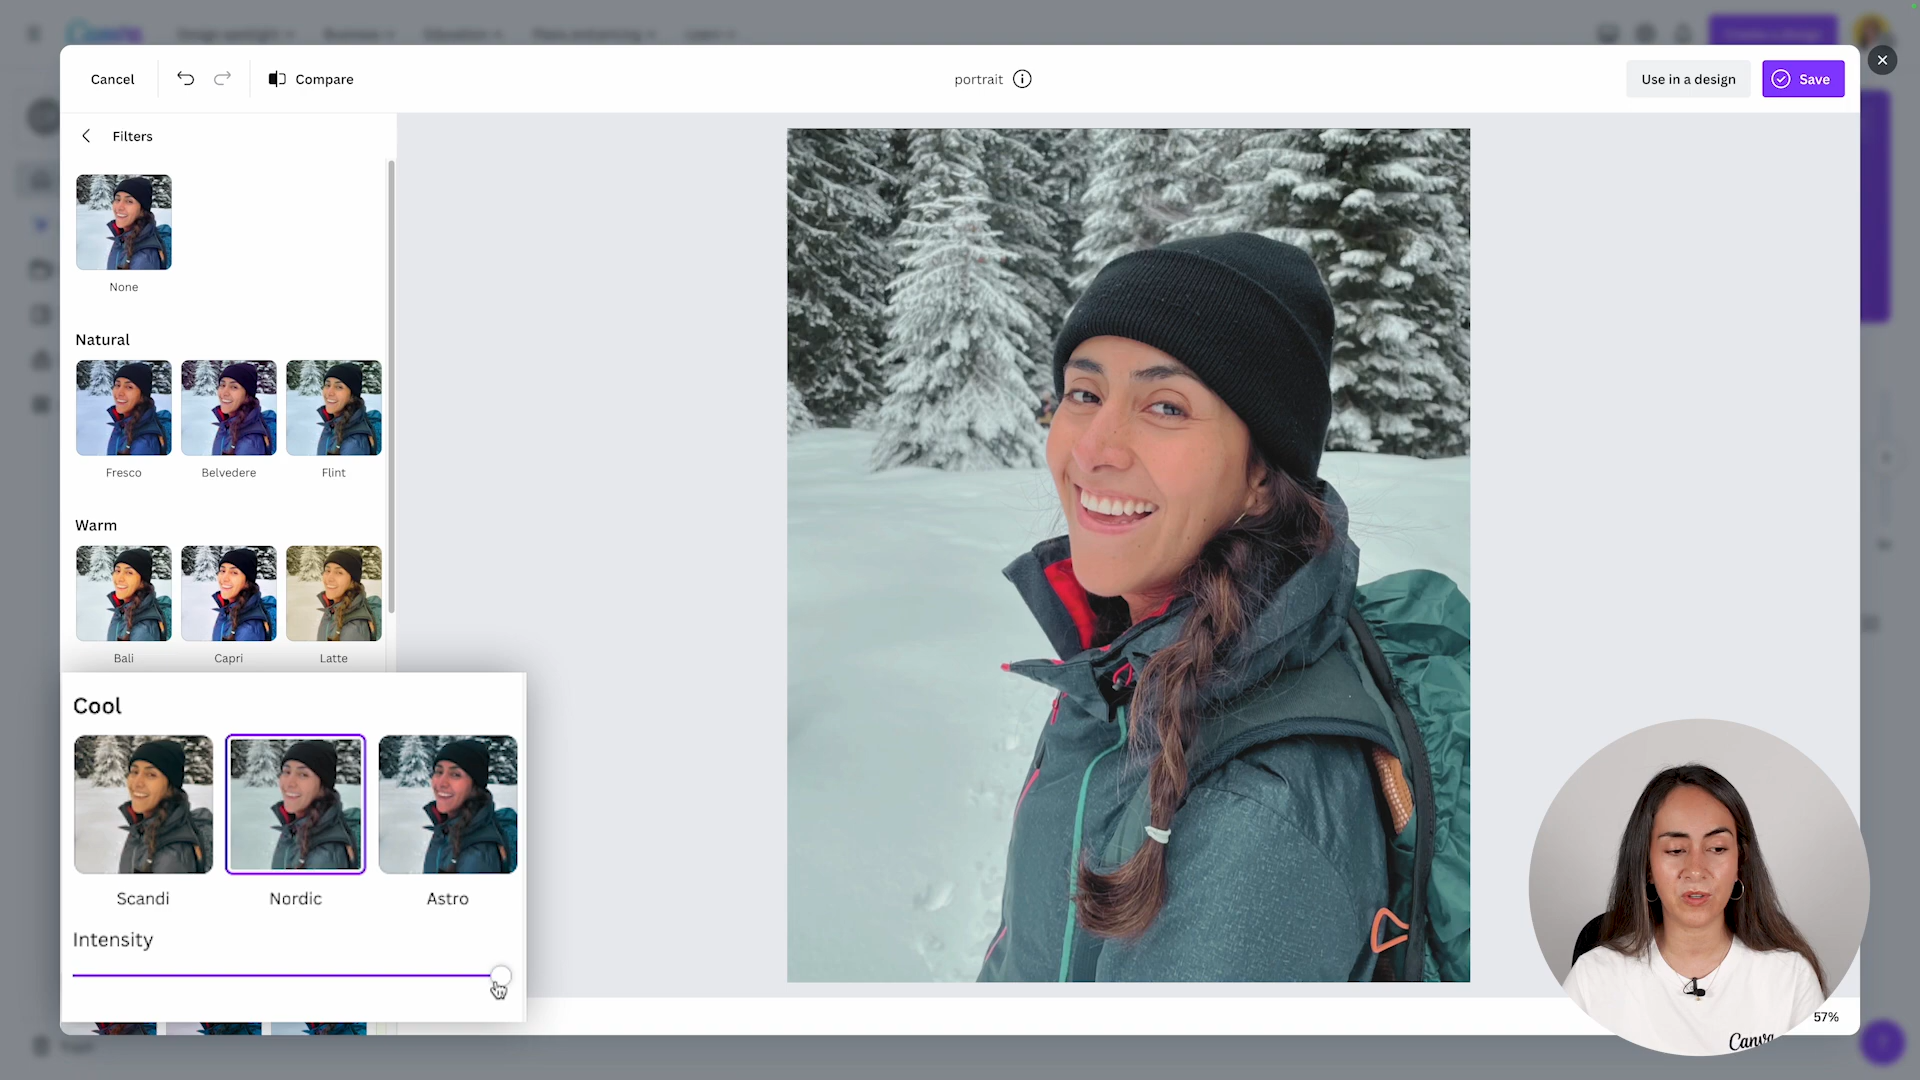 Cancel
Compare
portrait
Use in a design
Save
Filters
None
Natural
Fresco
Belvedere
Flint
Warm
Bali
Capri
Latte
Cool
Scandi
Nordic
Astro
Intensity
57%
Canva